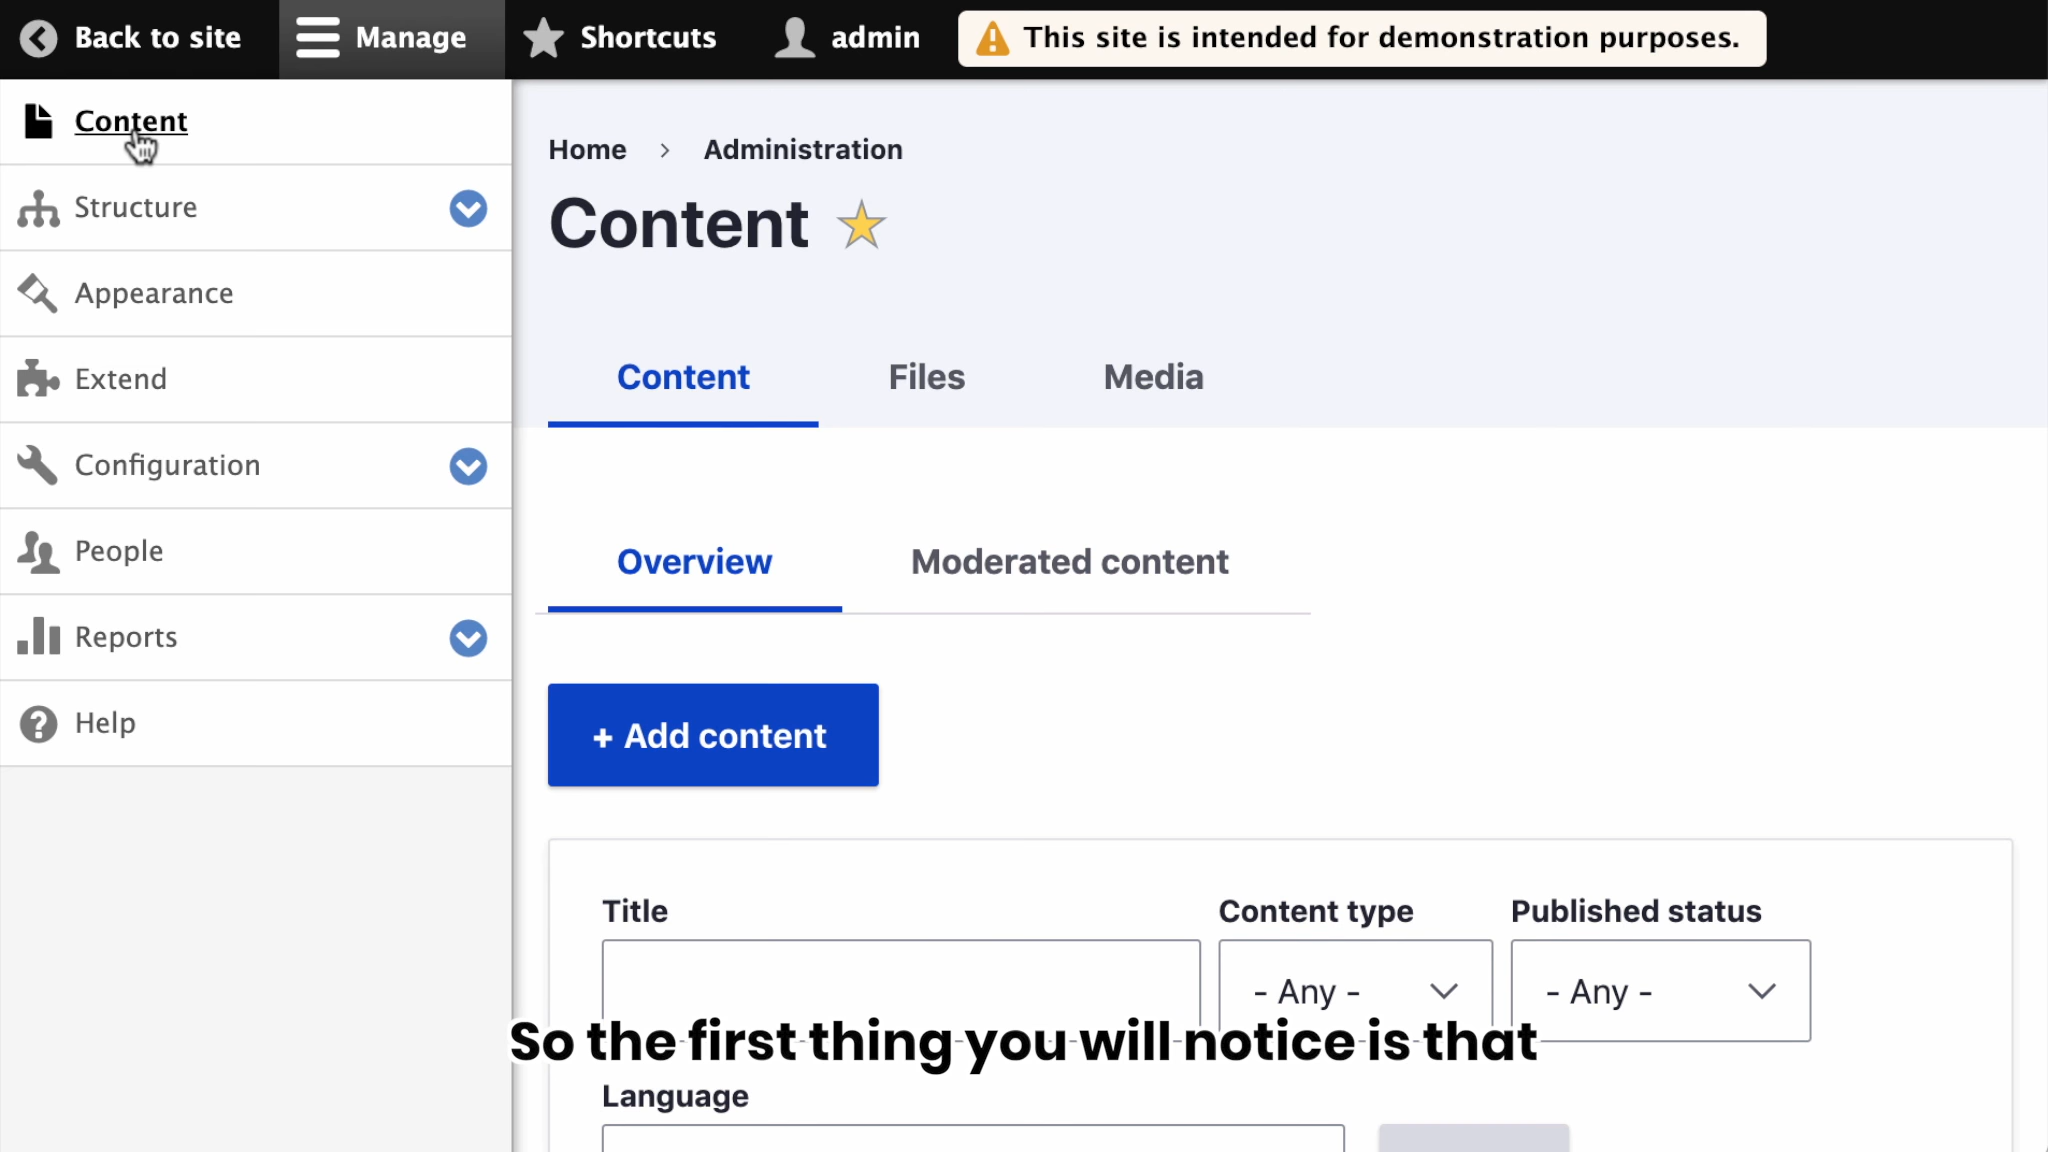 Back to site
Manage
Shortcuts
admin
This site is intended for demonstration purposes.
Content
Structure
Appearance
Extend
Configuration
People
Reports
Help
Home > Administration
Content
Content Files Media
Overview Moderated content
+ Add content
Title
Content type
- Any -
Published status
- Any -
So the first thing you will notice is that
Language